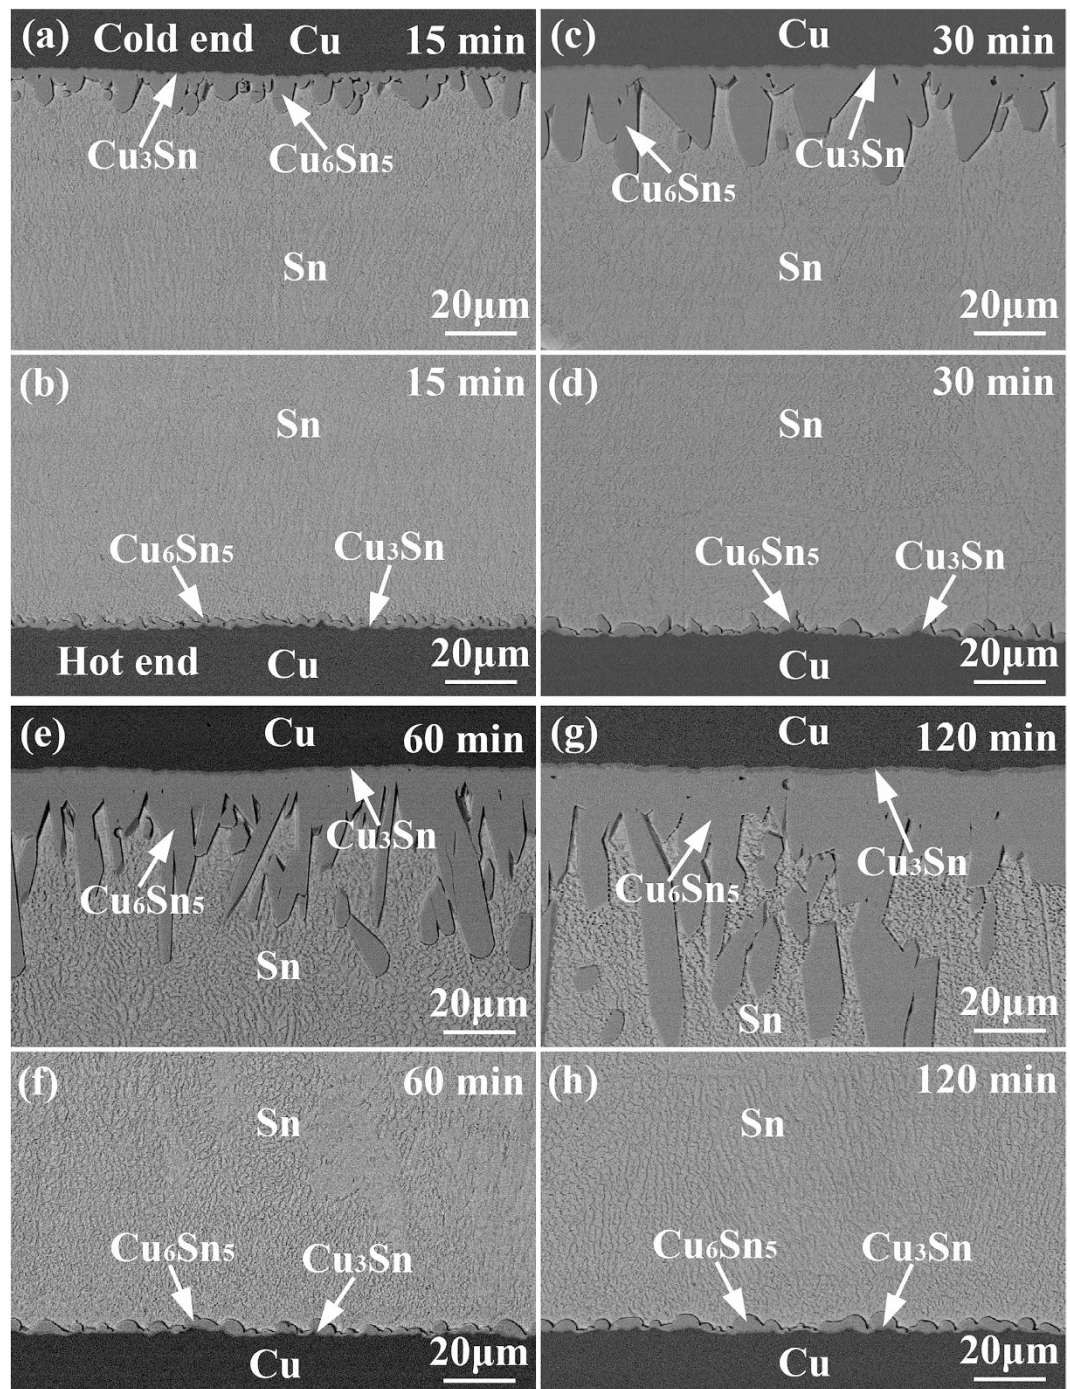 (a) Cold end Cu 15 min
Cu₃Sn Cu₆Sn₅
Sn
20μm
(c) Cu 30 min
Cu₆Sn₅ Cu₃Sn
Sn
20μm
(b) 15 min
Sn
Cu₆Sn₅ Cu₃Sn
Hot end Cu 20μm
(d) 30 min
Sn
Cu₆Sn₅ Cu₃Sn
Cu 20μm
(e) Cu 60 min
Cu₃Sn
Cu₆Sn₅
Sn
20μm
(g) Cu 120 min
Cu₆Sn₅ Cu₃Sn
Sn
20μm
(f) 60 min
Sn
Cu₆Sn₅ Cu₃Sn
Cu 20μm
(h) 120 min
Sn
Cu₆Sn₅ Cu₃Sn
Cu 20μm